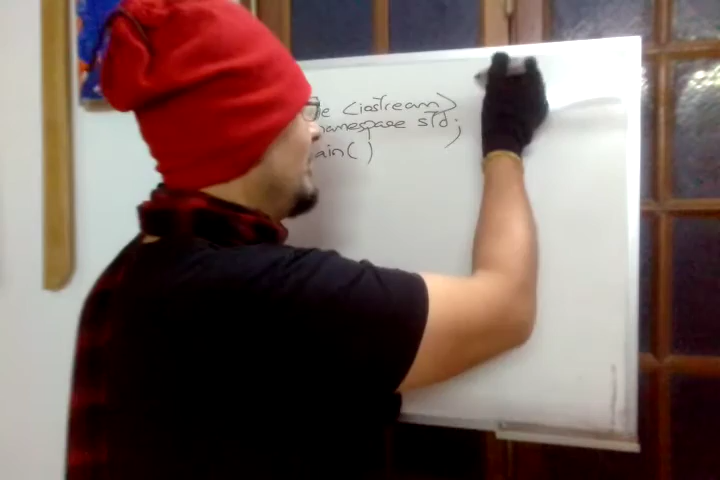 e <iostream>
namespace std;
ain()